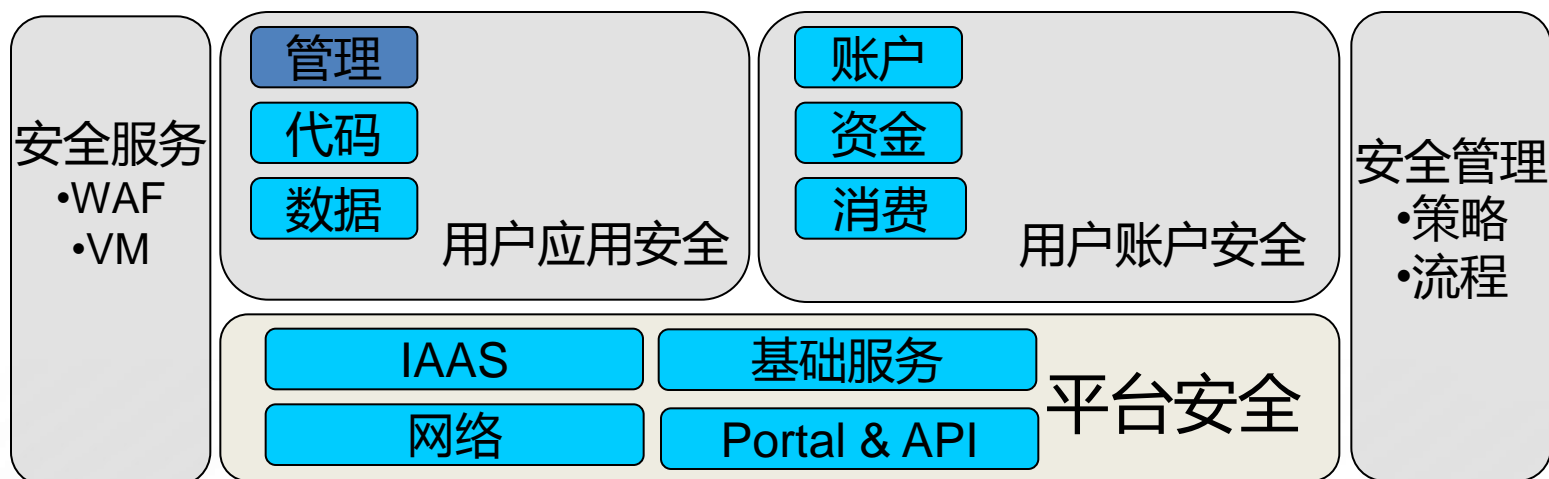 安全服务
•WAF
•VM
管理
代码
数据
用户应用安全
账户
资金
消费
用户账户安全
IAAS
基础服务
网络
Portal & API
平台安全
安全管理
•策略
•流程